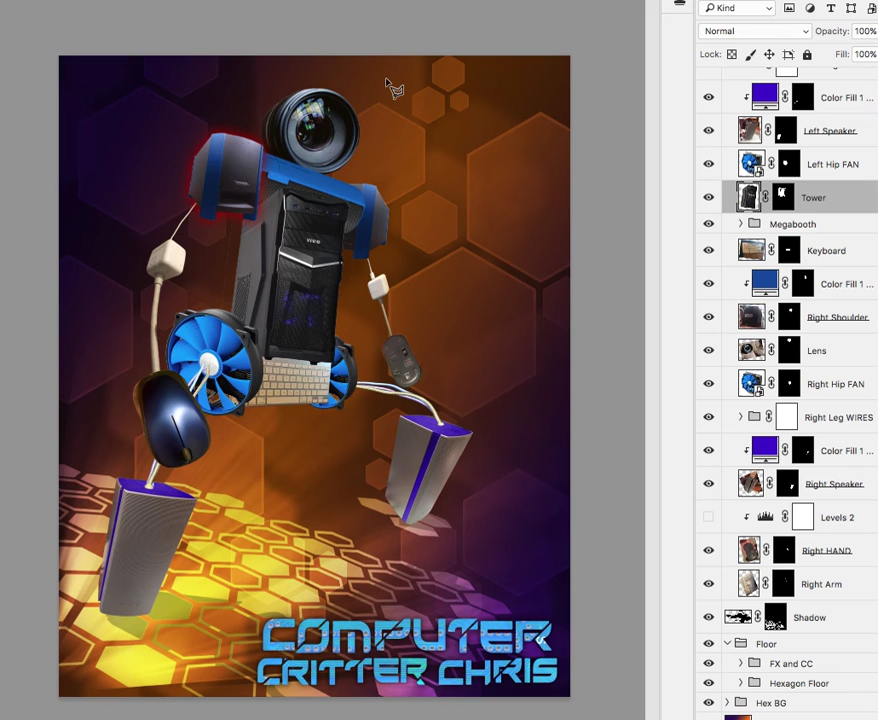 Kind
Normal
Opacity: 100%
Lock:
Fill: 100%
Color Fill 1 ...
Left Speaker
Left Hip FAN
Tower
Megabooth
Keyboard
Color Fill 1 ...
Right Shoulder
Lens
Right Hip FAN
Right Leg WIRES
Color Fill 1 ...
Right Speaker
Levels 2
Right HAND
Right Arm
Shadow
Floor
FX and CC
Hexagon Floor
Hex BG
COMPUTER
CRITTER CHRIS